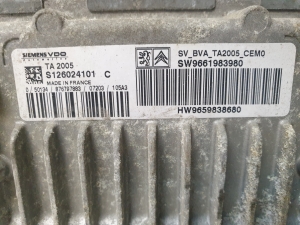 SIEMENS VDO
TA 2005
S126024101 C
MADE IN FRANCE
SV_BVA_TA2005_CEM0
SW9661983980
HW9659838680